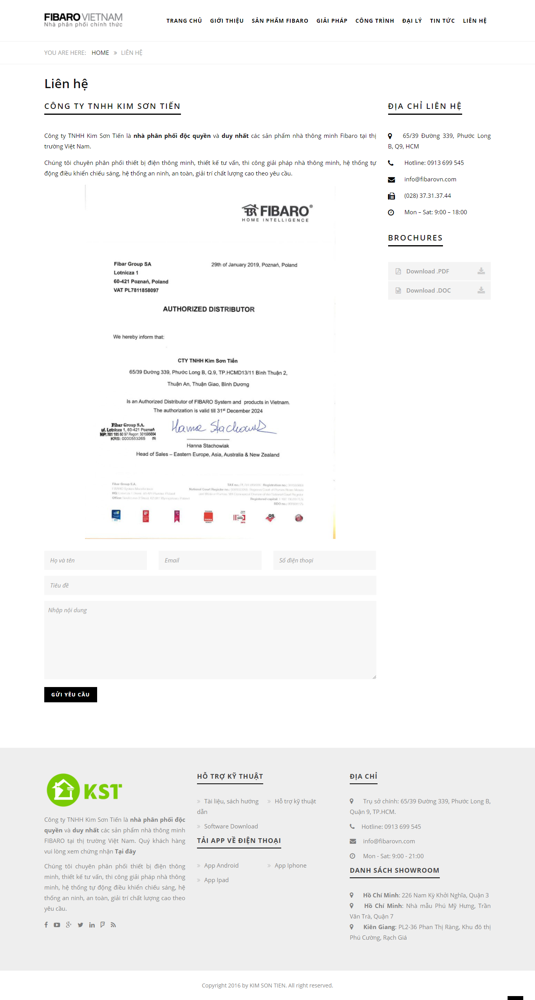 FIBARO VIETNAM
Nhà phân phối chính thức
TRANG CHỦ GIỚI THIỆU SẢN PHẨM FIBARO GIẢI PHÁP CÔNG TRÌNH ĐẠI LÝ TIN TỨC LIÊN HỆ
YOU ARE HERE: HOME » LIÊN HỆ
Liên hệ
CÔNG TY TNHH KIM SƠN TIẾN
Công ty TNHH Kim Sơn Tiến là nhà phân phối độc quyền và duy nhất các sản phẩm nhà thông minh Fibaro tại thị
trường Việt Nam.
Chúng tôi chuyên phân phối thiết bị điện thông minh, thiết kế tư vấn, thi công giải pháp nhà thông minh, hệ thống tự
động điều khiển chiếu sáng, hệ thống an ninh, an toàn, giải trí chất lượng cao theo yêu cầu.
FIBARO®
HOME INTELLIGENCE
Fibar Group SA
29th of January 2019, Poznań, Poland
Lotnicza 1
60-421 Poznań, Poland
VAT PL7811858097
AUTHORIZED DISTRIBUTOR
We hereby inform that:
CTY TNHH Kim Sơn Tiến
65/39 Đường 339, Phước Long B, Q.9, TP.HCMD13/11 Bình Thuận 2,
Thuận An, Thuận Giao, Bình Dương
Is an Authorized Distributor of FIBARO System and products in Vietnam.
The authorization is valid till 31st December 2024
Fibar Group S.A.
ul. Lotnicza 1, 60-421 Poznań
NIP: 781 185 80 97 Regon: 301595664
KRS: 0000553265 (5)
Hanna Stachowiak
Hanna Stachowiak
Head of Sales – Eastern Europe, Asia, Australia & New Zealand
Fibar Group S.A.
TAX no.: Registration no.:
National Court Register no.:
HQ:
Office:
Registered capital:
BDO no.:
ĐỊA CHỈ LIÊN HỆ
65/39 Đường 339, Phước Long
B, Q9, HCM
Hotline: 0913 699 545
info@fibarovn.com
(028) 37.31.37.44
Mon – Sat: 9:00 – 18:00
BROCHURES
Download .PDF
Download .DOC
Họ và tên
Email
Số điện thoại
Tiêu đề
Nhập nội dung
GỬI YÊU CẦU
KST
Công ty TNHH Kim Sơn Tiến là nhà phân phối độc
quyền và duy nhất các sản phẩm nhà thông minh
FIBARO tại thị trường Việt Nam. Quý khách hàng
vui lòng xem chứng nhận Tại đây
Chúng tôi chuyên phân phối thiết bị điện thông
minh, thiết kế tư vấn, thi công giải pháp nhà thông
minh, hệ thống tự động điều khiển chiếu sáng, hệ
thống an ninh, an toàn, giải trí chất lượng cao theo
yêu cầu.
HỖ TRỢ KỸ THUẬT
» Tài liệu, sách hướng
dẫn
» Hỗ trợ kỹ thuật
» Software Download
TẢI APP VỀ ĐIỆN THOẠI
» App Android
» App Iphone
» App Ipad
ĐỊA CHỈ
Trụ sở chính: 65/39 Đường 339, Phước Long B,
Quận 9, TP.HCM.
Hotline: 0913 699 545
info@fibarovn.com
Mon - Sat: 9:00 - 21:00
DANH SÁCH SHOWROOM
Hồ Chí Minh: 226 Nam Kỳ Khởi Nghĩa, Quận 3
Hồ Chí Minh: Nhà mẫu Phú Mỹ Hưng, Trần
Văn Trà, Quận 7
Kiên Giang: PL2-36 Phan Thị Ràng, Khu đô thị
Phú Cường, Rạch Giá
Copyright 2016 by KIM SON TIEN. All right reserved.